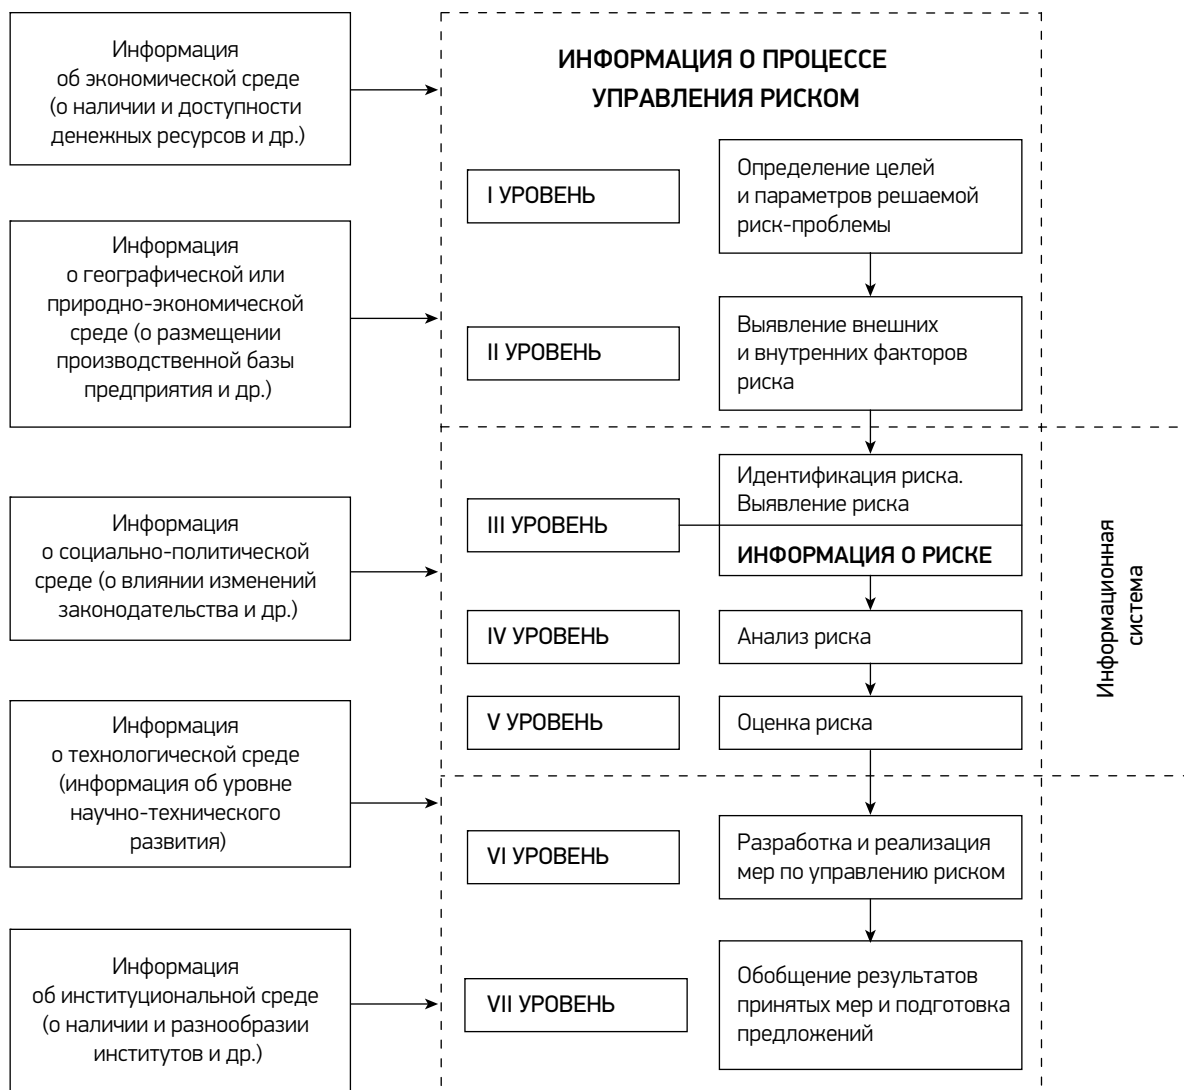 Информация
об экономической среде
(о наличии и доступности
денежных ресурсов и др.)
Информация
о географической или
природно-экономической
среде (о размещении
производственной базы
предприятия и др.)
Информация
о социально-политической
среде (о влиянии изменений
законодательства и др.)
Информация
о технологической среде
(информация об уровне
научно-технического
развития)
Информация
об институциональной среде
(о наличии и разнообразии
институтов и др.)
ИНФОРМАЦИЯ О ПРОЦЕССЕ
УПРАВЛЕНИЯ РИСКОМ
I УРОВЕНЬ
Определение целей
и параметров решаемой
риск-проблемы
II УРОВЕНЬ
Выявление внешних
и внутренних факторов
риска
III УРОВЕНЬ
Идентификация риска.
Выявление риска
ИНФОРМАЦИЯ О РИСКЕ
IV УРОВЕНЬ
Анализ риска
V УРОВЕНЬ
Оценка риска
VI УРОВЕНЬ
Разработка и реализация
мер по управлению риском
VII УРОВЕНЬ
Обобщение результатов
принятых мер и подготовка
предложений
Информационная
система